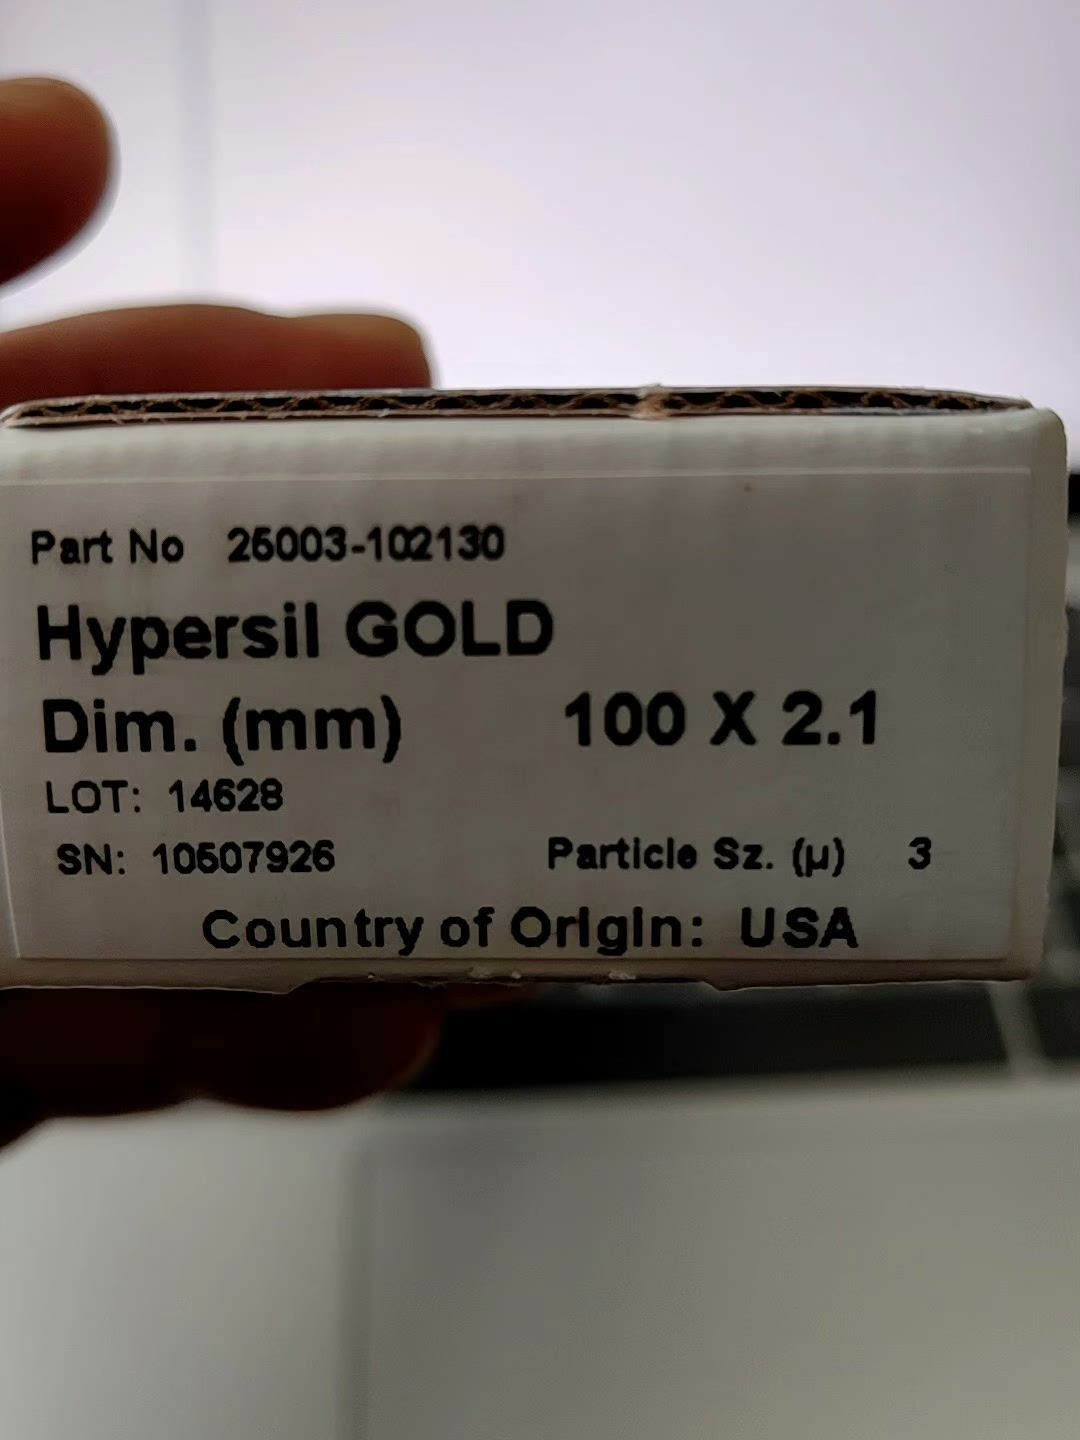 Part No 25003-102130
Hypersil GOLD
Dim. (mm) 100 X 2.1
LOT: 14628
SN: 10507926 Particle Sz. (µ) 3
Country of Origin: USA